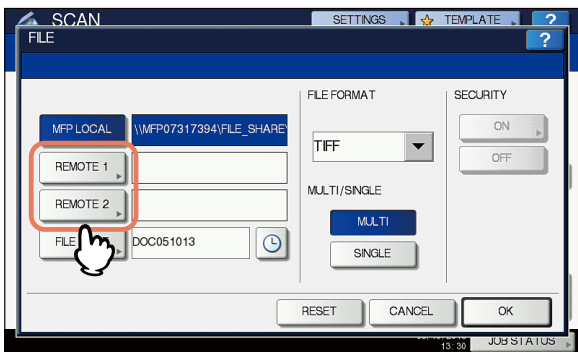 SCAN
SETTINGS
TEMPLATE
?
FILE
?
FILE FORMAT
SECURITY
MFP LOCAL
\\MFP07317394\FILE_SHARE\
ON
TIFF
REMOTE 1
OFF
MULTI/SINGLE
REMOTE 2
MULTI
FILE
DOC051013
SINGLE
RESET
CANCEL
OK
13:30
JOB STATUS